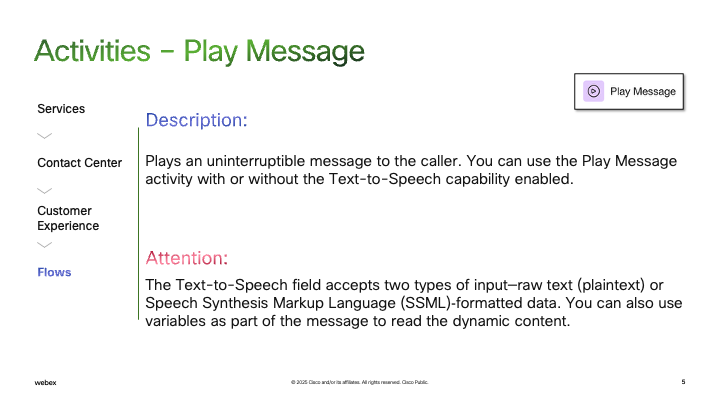 Activities – Play Message
Play Message
Services
Contact Center
Customer
Experience
Flows
Description:
Plays an uninterruptible message to the caller. You can use the Play Message
activity with or without the Text-to-Speech capability enabled.
Attention:
The Text-to-Speech field accepts two types of input—raw text (plaintext) or
Speech Synthesis Markup Language (SSML)-formatted data. You can also use
variables as part of the message to read the dynamic content.
webex
© 2025 Cisco and/or its affiliates. All rights reserved. Cisco Public.
5